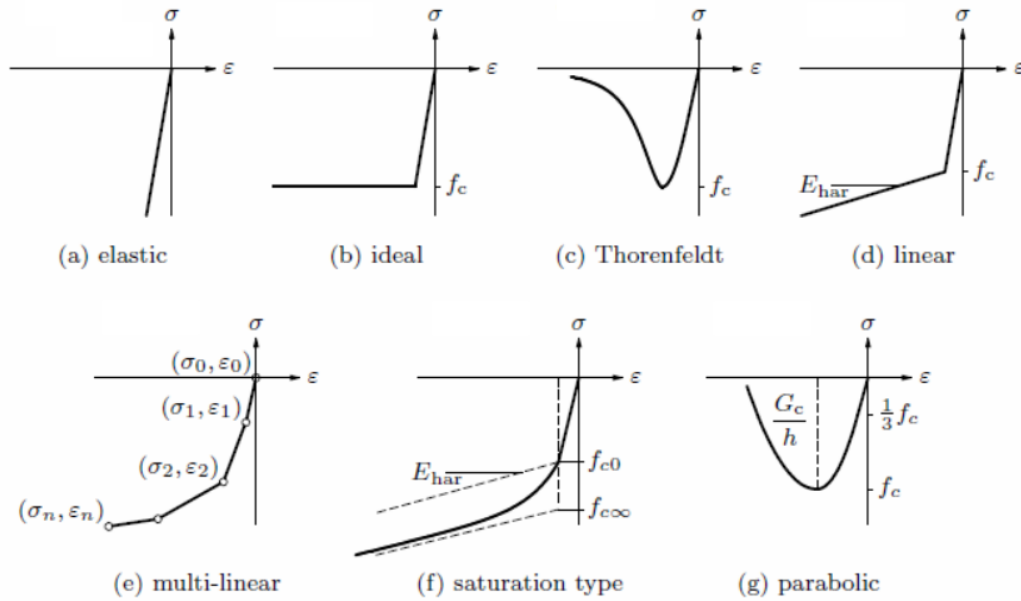 σ
ε
(a) elastic
σ
ε
f_c
(b) ideal
σ
ε
f_c
(c) Thorenfeldt
σ
ε
f_c
E_har
(d) linear
σ
ε
(σ₀, ε₀)
(σ₁, ε₁)
(σ₂, ε₂)
(σₙ, εₙ)
(e) multi-linear
σ
ε
f_c0
E_har
f_c∞
(f) saturation type
σ
ε
G_c
h
1/3 f_c
f_c
(g) parabolic